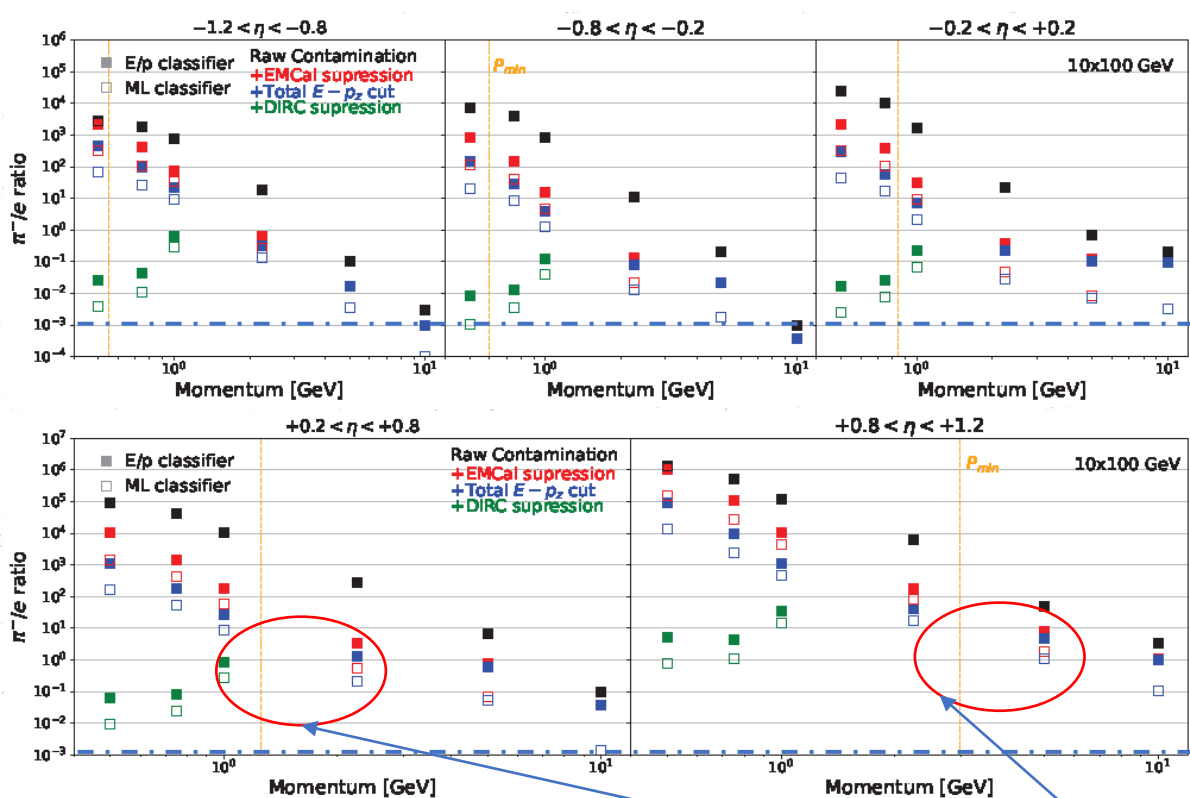 −1.2 < η < −0.8
−0.8 < η < −0.2
−0.2 < η < +0.2
10⁶
10⁵
10⁴
10³
10²
10¹
10⁰
10⁻¹
10⁻²
10⁻³
10⁻⁴
π⁻/e ratio
E/p classifier
ML classifier
Raw Contamination
+EMCal supression
+Total E − p_z cut
+DIRC supression
P_min
10x100 GeV
10⁰
10¹
10⁰
10¹
10⁰
10¹
Momentum [GeV]
Momentum [GeV]
Momentum [GeV]
+0.2 < η < +0.8
+0.8 < η < +1.2
10⁷
10⁶
10⁵
10⁴
10³
10²
10¹
10⁰
10⁻¹
10⁻²
10⁻³
π⁻/e ratio
E/p classifier
ML classifier
Raw Contamination
+EMCal supression
+Total E − p_z cut
+DIRC supression
P_min
10x100 GeV
10⁰
10¹
10⁰
10¹
Momentum [GeV]
Momentum [GeV]